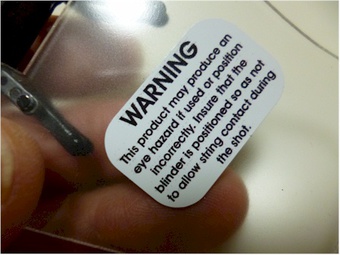 WARNING
This product may produce an
eye hazard if used or position
incorrectly. Insure that the
blinder is positioned so as not
to allow string contact during
the shot.